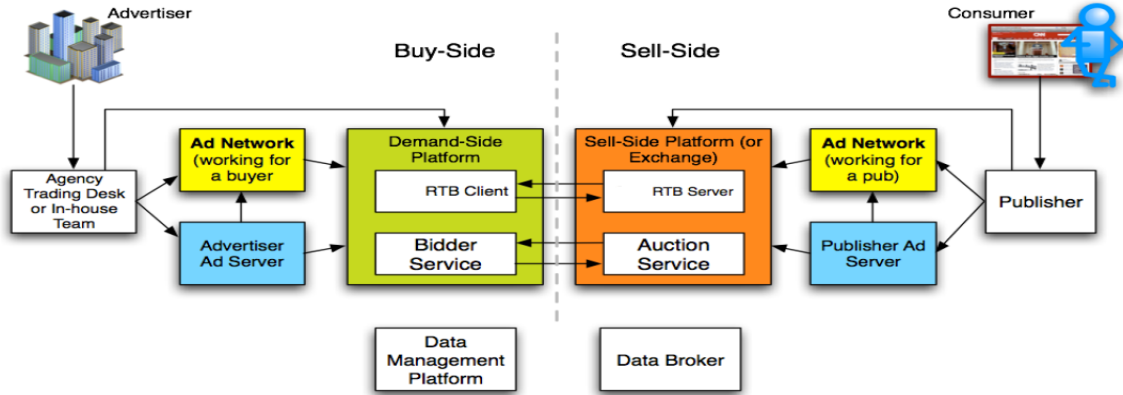 Advertiser
Consumer
Buy-Side
Sell-Side
CNN
Agency
Trading Desk
or In-house
Team
Ad Network
(working for
a buyer
Advertiser
Ad Server
Demand-Side
Platform
RTB Client
Bidder
Service
Sell-Side Platform (or
Exchange)
RTB Server
Auction
Service
Ad Network
(working for
a pub)
Publisher Ad
Server
Publisher
Data
Management
Platform
Data Broker